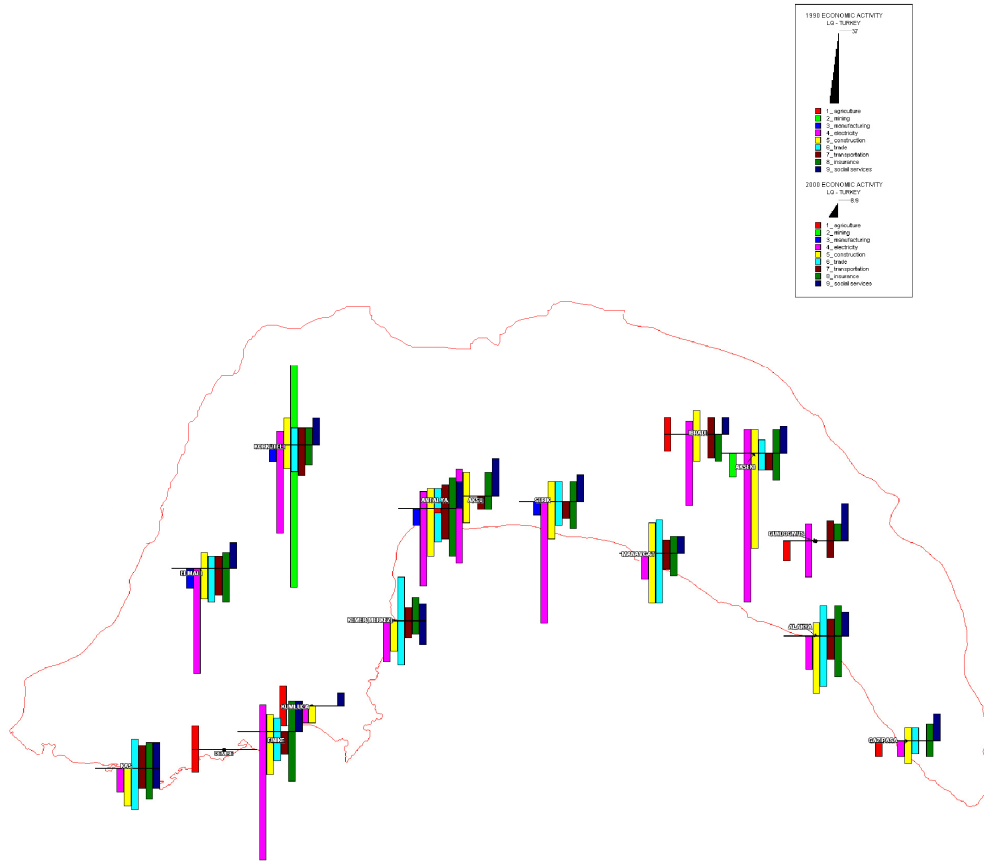 1990 ECONOMIC ACTIVITY
LQ - TURKEY
37
1_ agriculture
2_ mining
3_ manufacturing
4_ electricity
5_ construction
6_ trade
7_ transportation
8_ insurance
9_ social services
2000 ECONOMIC ACTIVITY
LQ - TURKEY
8.9
1_ agriculture
2_ mining
3_ manufacturing
4_ electricity
5_ construction
6_ trade
7_ transportation
8_ insurance
9_ social services
KORKUTELI
IBRADI
AKSEKI
ANTALYA
AKSU
SERIK
GUNDOGMUS
MANAVGAT
ELMALI
KEMER(MERKEZ)
ALANYA
KUMLUCA
FINIKE
GAZIPASA
KAS